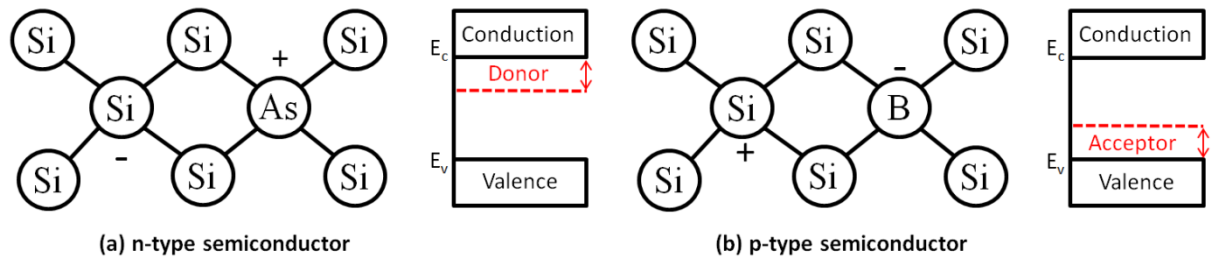 Si Si Si
+
Si As
-
Si Si Si
E_c Conduction
Donor
E_v Valence
(a) n-type semiconductor
Si Si Si
-
Si B
+
Si Si Si
E_c Conduction
Acceptor
E_v Valence
(b) p-type semiconductor